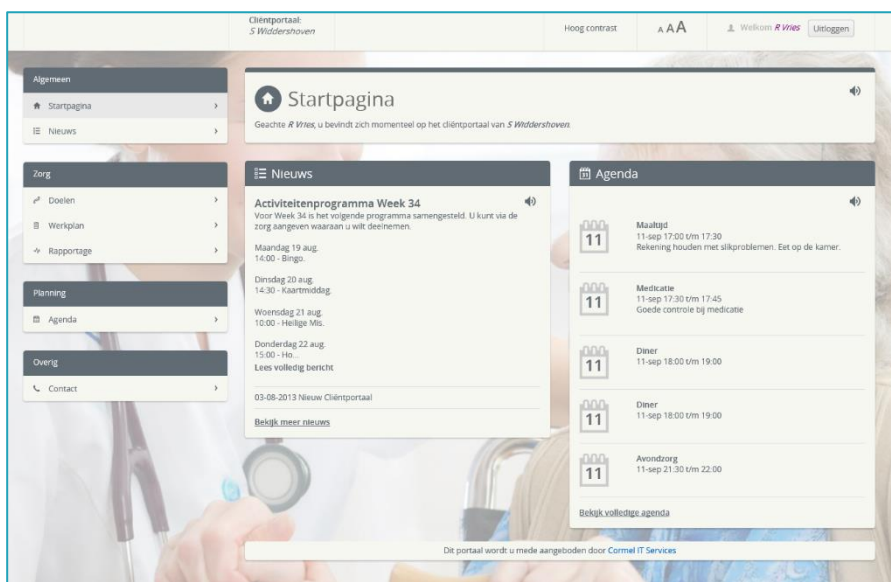 Cliëntportaal:
S Widdershoven
Hoog contrast
A A A
Welkom R Vries
Uitloggen
Algemeen
Startpagina
Nieuws
Zorg
Doelen
Werkplan
Rapportage
Planning
Agenda
Overig
Contact
Startpagina
Geachte R Vries, u bevindt zich momenteel op het cliëntportaal van S Widdershoven.
Nieuws
Activiteitenprogramma Week 34
Voor Week 34 is het volgende programma samengesteld. U kunt via de
zorg aangeven waaraan u wilt deelnemen.
Maandag 19 aug.
14:00 - Bingo.
Dinsdag 20 aug.
14:30 - Kaartmiddag.
Woensdag 21 aug.
10:00 - Heilige Mis.
Donderdag 22 aug.
15:00 - Ho...
Lees volledig bericht
03-08-2013 Nieuw Cliëntportaal
Bekijk meer nieuws
31 Agenda
11
Maaltijd
11-sep 17:00 t/m 17:30
Rekening houden met slikproblemen. Eet op de kamer.
11
Medicatie
11-sep 17:30 t/m 17:45
Goede controle bij medicatie
11
Diner
11-sep 18:00 t/m 19:00
11
Diner
11-sep 18:00 t/m 19:00
11
Avondzorg
11-sep 21:30 t/m 22:00
Bekijk volledige agenda
Dit portaal wordt u mede aangeboden door Cormel IT Services